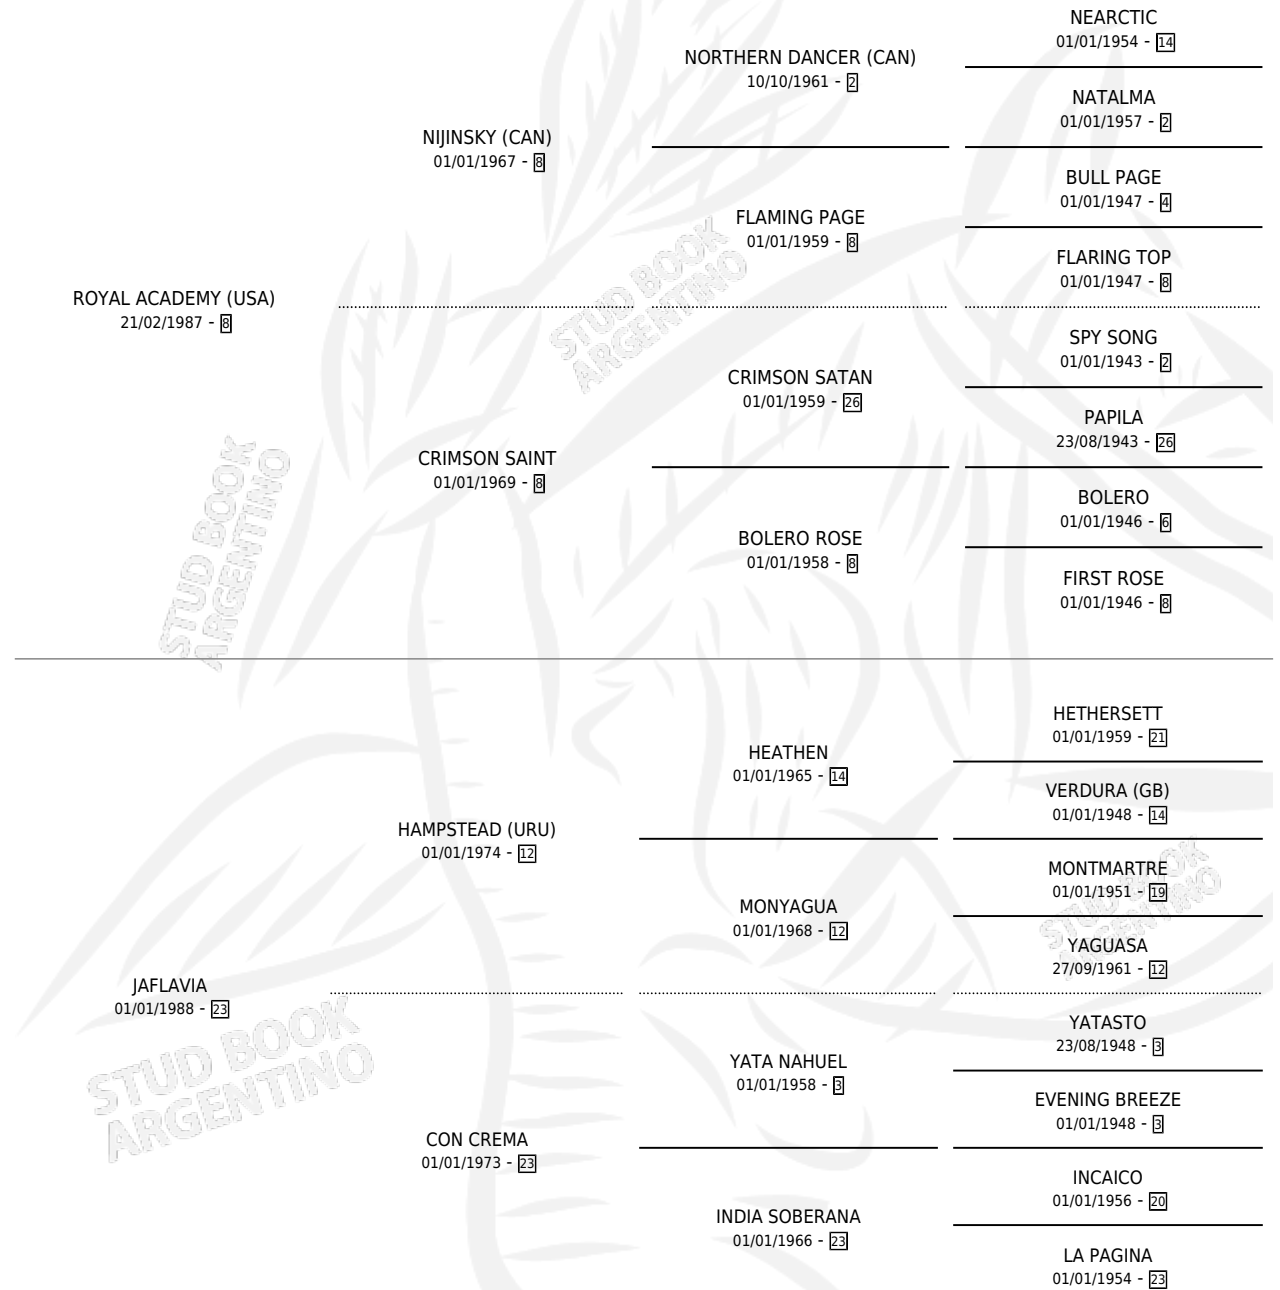 NEARCTIC
01/01/1954 - 14
NORTHERN DANCER (CAN)
10/10/1961 - 2
NATALMA
01/01/1957 - 2
NIJINSKY (CAN)
01/01/1967 - 8
BULL PAGE
01/01/1947 - 4
FLAMING PAGE
01/01/1959 - 8
FLARING TOP
01/01/1947 - 8
ROYAL ACADEMY (USA)
21/02/1987 - 8
STUD BOOK
ARGENTINO
SPY SONG
01/01/1943 - 2
CRIMSON SATAN
01/01/1959 - 26
PAPILA
23/08/1943 - 26
CRIMSON SAINT
01/01/1969 - 8
BOLERO
01/01/1946 - 6
BOLERO ROSE
01/01/1958 - 8
FIRST ROSE
01/01/1946 - 8
STUD BOOK
ARGENTINO
HETHERSETT
01/01/1959 - 21
HEATHEN
01/01/1965 - 14
VERDURA (GB)
01/01/1948 - 14
HAMPSTEAD (URU)
01/01/1974 - 12
MONTMARTRE
01/01/1951 - 19
MONYAGUA
01/01/1968 - 12
YAGUASA
27/09/1961 - 12
STUD BOOK
ARGENTINO
JAFLAVIA
01/01/1988 - 23
YATASTO
23/08/1948 - 3
YATA NAHUEL
01/01/1958 - 3
EVENING BREEZE
01/01/1948 - 3
STUD BOOK
ARGENTINO
CON CREMA
01/01/1973 - 23
INCAICO
01/01/1956 - 20
INDIA SOBERANA
01/01/1966 - 23
LA PAGINA
01/01/1954 - 23